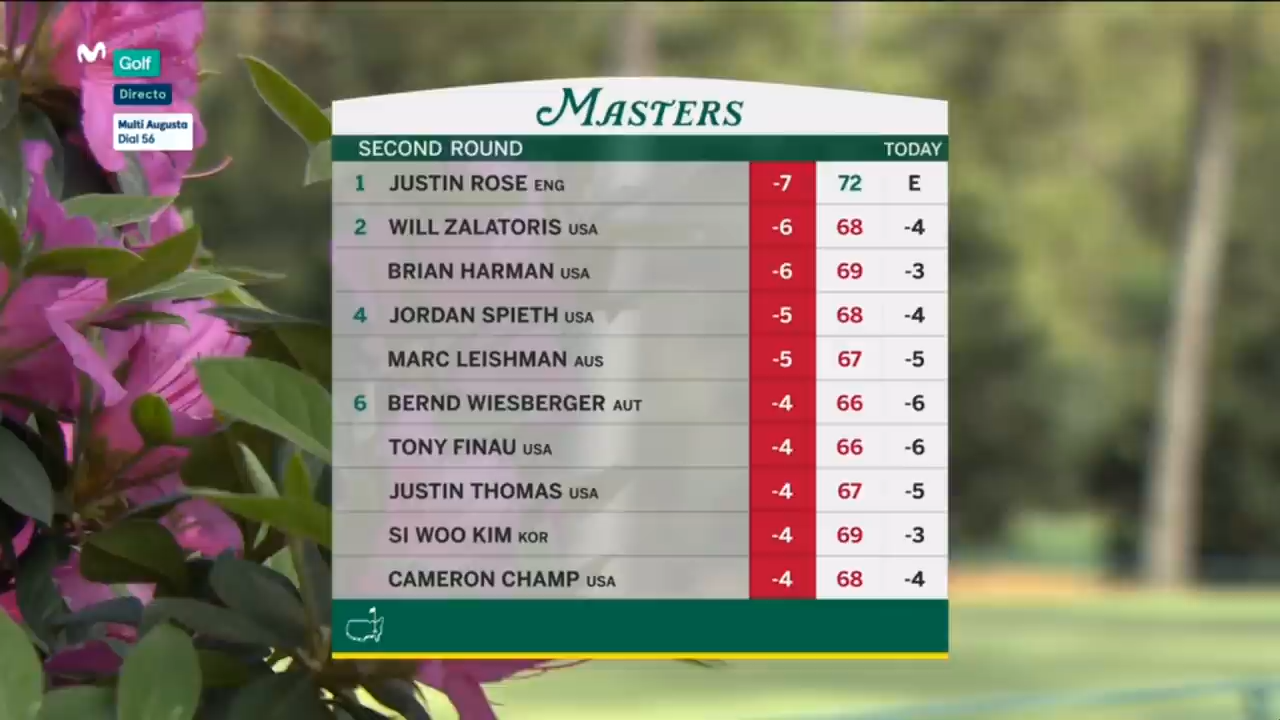 Golf
Directo
Multi Augusta
Dial 56
MASTERS
SECOND ROUND TODAY
1 JUSTIN ROSE ENG -7 72 E
2 WILL ZALATORIS USA -6 68 -4
BRIAN HARMAN USA -6 69 -3
4 JORDAN SPIETH USA -5 68 -4
MARC LEISHMAN AUS -5 67 -5
6 BERND WIESBERGER AUT -4 66 -6
TONY FINAU USA -4 66 -6
JUSTIN THOMAS USA -4 67 -5
SI WOO KIM KOR -4 69 -3
CAMERON CHAMP USA -4 68 -4